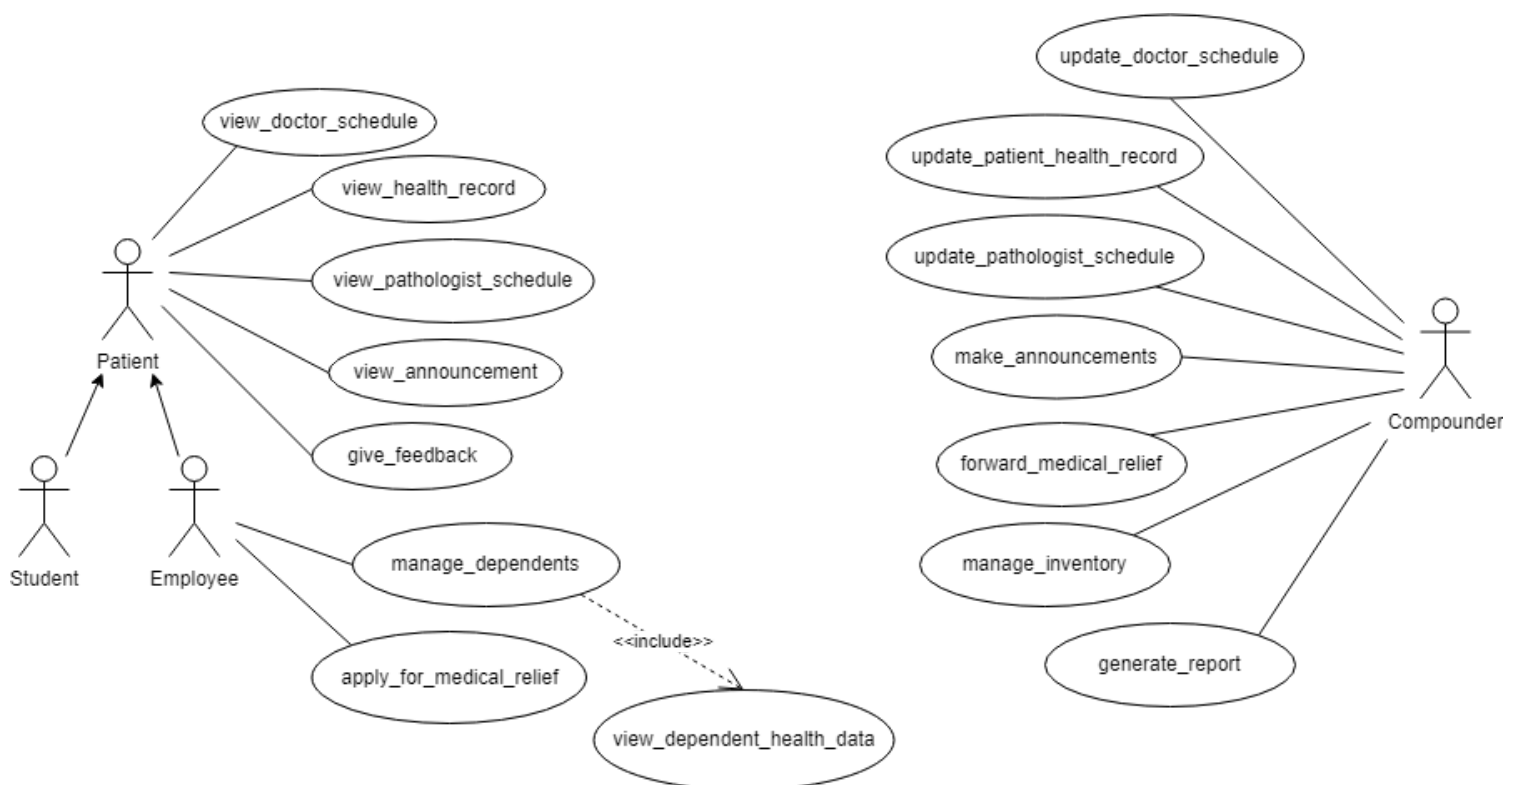 update_doctor_schedule
view_doctor_schedule
update_patient_health_record
view_health_record
update_pathologist_schedule
view_pathologist_schedule
make_announcements
Patient
view_announcement
Compounder
give_feedback
forward_medical_relief
manage_dependents
manage_inventory
Student
Employee
<<include>>
generate_report
apply_for_medical_relief
view_dependent_health_data